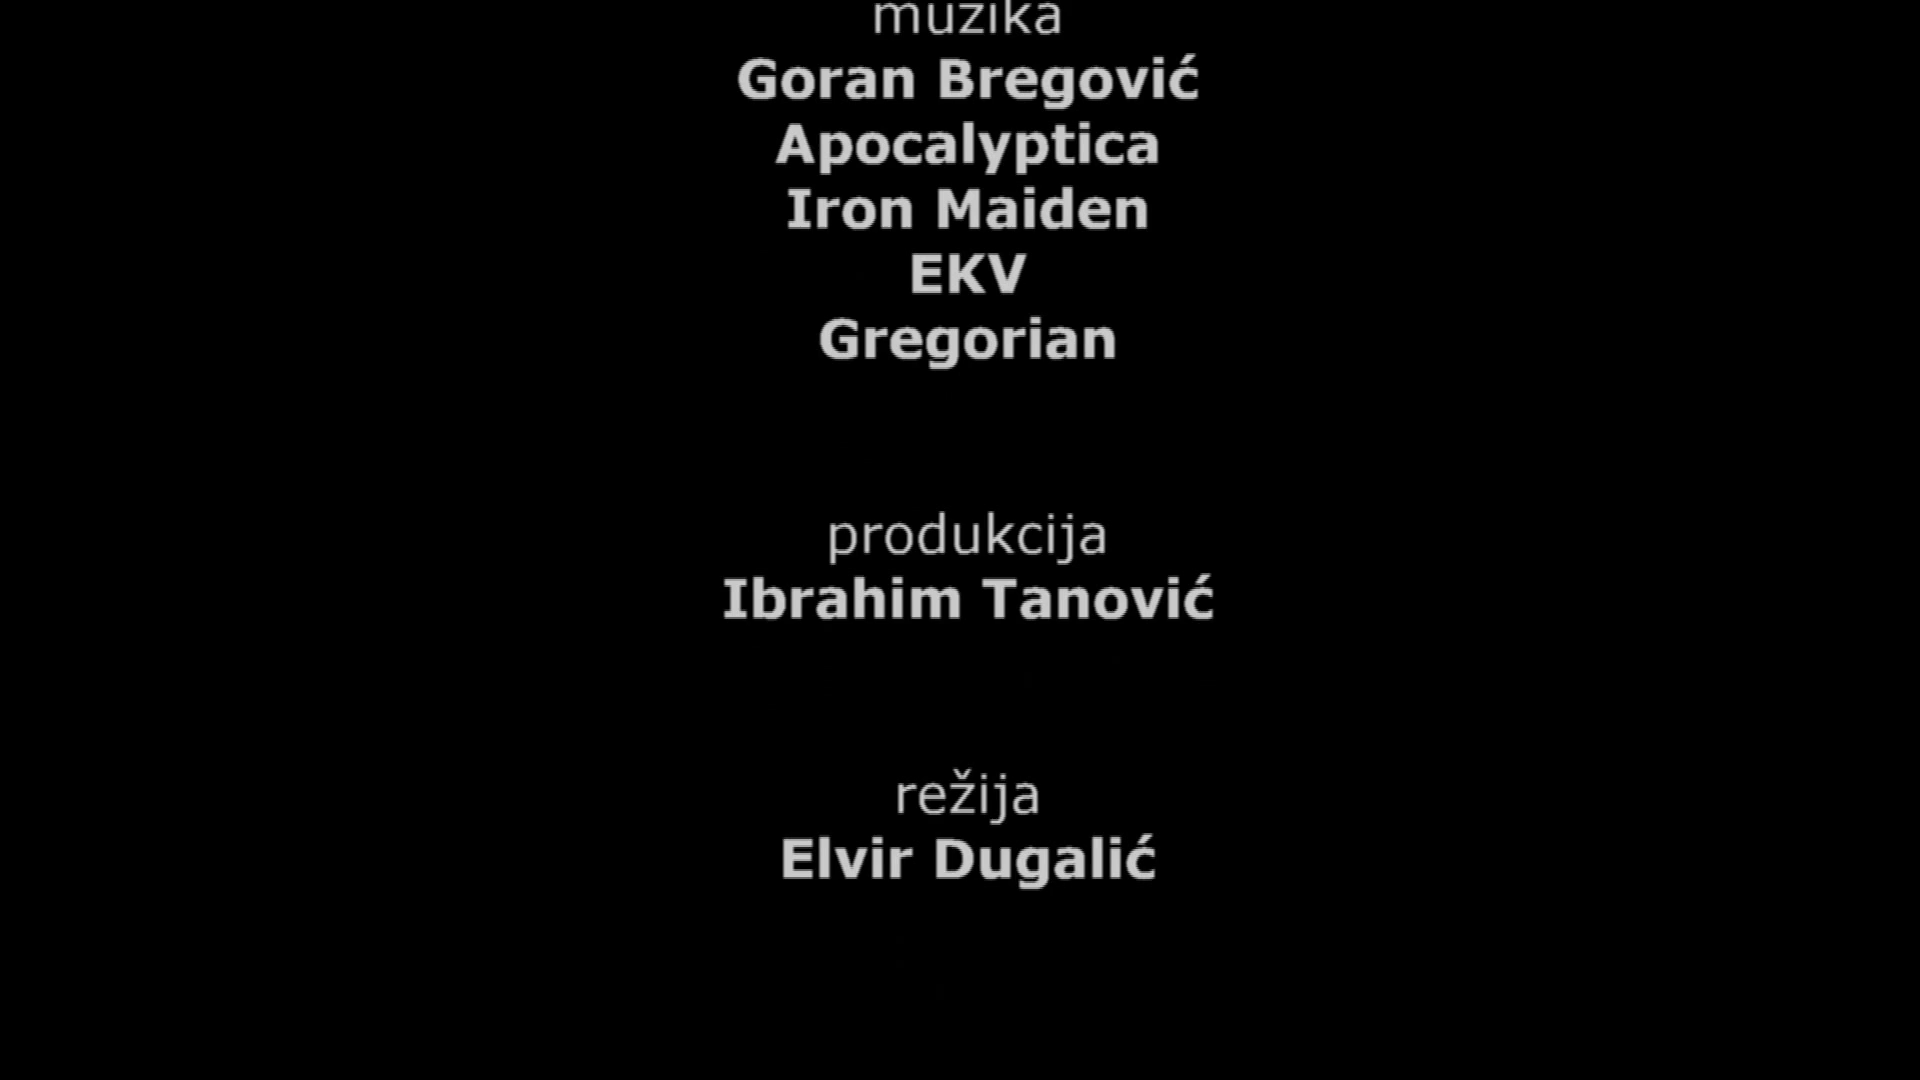 muzika
Goran Bregović
Apocalyptica
Iron Maiden
EKV
Gregorian
produkcija
Ibrahim Tanović
režija
Elvir Dugalić